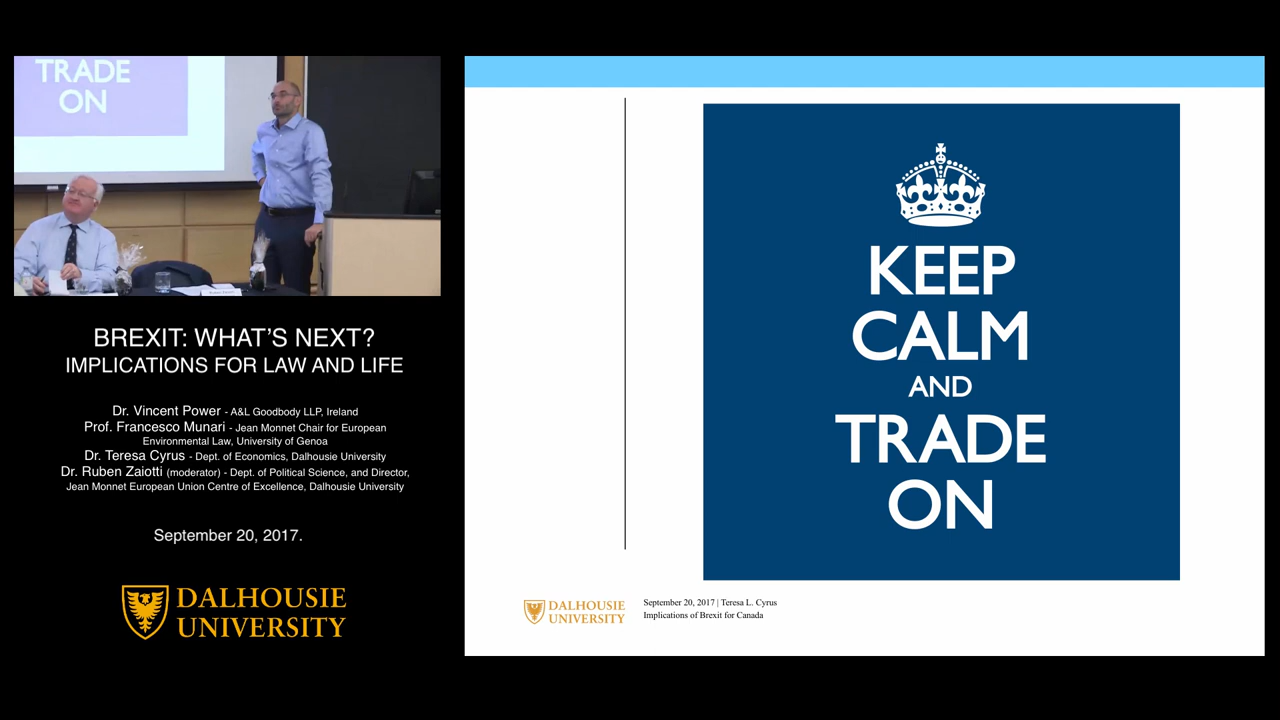 TRADE
ON
BREXIT: WHAT'S NEXT?
IMPLICATIONS FOR LAW AND LIFE
Dr. Vincent Power - A&L Goodbody LLP, Ireland
Prof. Francesco Munari - Jean Monnet Chair for European
Environmental Law, University of Genoa
Dr. Teresa Cyrus - Dept. of Economics, Dalhousie University
Dr. Ruben Zaiotti (moderator) - Dept. of Political Science, and Director,
Jean Monnet European Union Centre of Excellence, Dalhousie University
September 20, 2017.
DALHOUSIE
UNIVERSITY
KEEP
CALM
AND
TRADE
ON
DALHOUSIE
UNIVERSITY
September 20, 2017 | Teresa L. Cyrus
Implications of Brexit for Canada